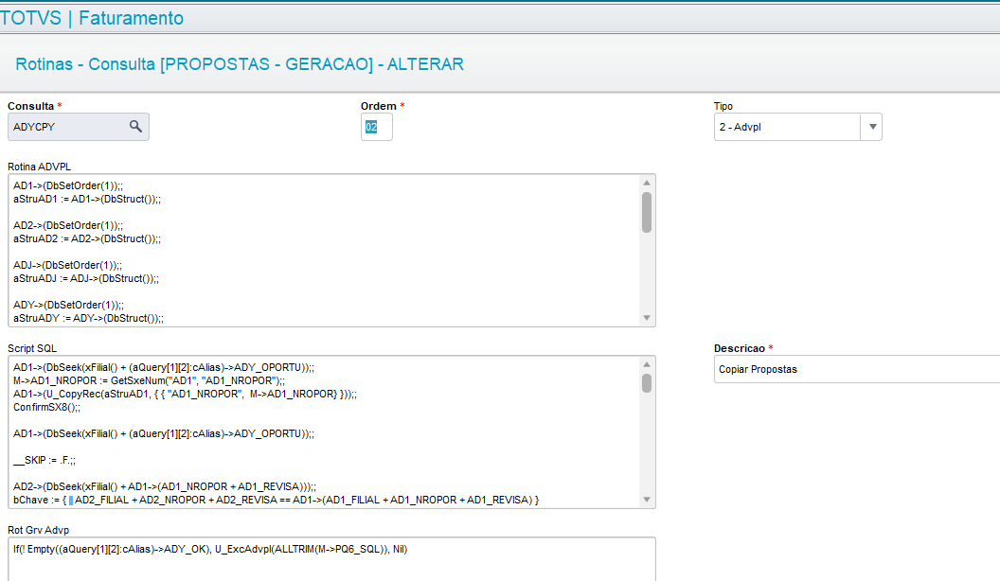 TOTVS | Faturamento
Rotinas - Consulta [PROPOSTAS - GERACAO] - ALTERAR
Consulta *
Ordem *
Tipo
ADYCPY
02
2 - Advpl
Rotina ADVPL
AD1->(DbSetOrder(1));;
aStruAD1 := AD1->(DbStruct());;
AD2->(DbSetOrder(1));;
aStruAD2 := AD2->(DbStruct());;
ADJ->(DbSetOrder(1));;
aStruADJ := ADJ->(DbStruct());;
ADY->(DbSetOrder(1));;
aStruADY := ADY->(DbStruct());;
Script SQL
Descricao *
AD1->(DbSeek(xFilial() + (aQuery[1][2]:cAlias)->ADY_OPORTU));;
Copiar Propostas
M->AD1_NROPOR := GetSxeNum("AD1", "AD1_NROPOR");;
AD1->(U_CopyRec(aStruAD1, { { "AD1_NROPOR",  M->AD1_NROPOR} }));;
ConfirmSX8();;
AD1->(DbSeek(xFilial() + (aQuery[1][2]:cAlias)->ADY_OPORTU));;
__SKIP := .F.;;
AD2->(DbSeek(xFilial() + AD1->(AD1_NROPOR + AD1_REVISA)));;
bChave := { || AD2_FILIAL + AD2_NROPOR + AD2_REVISA == AD1->(AD1_FILIAL + AD1_NROPOR + AD1_REVISA) }
Rot Grv Advp
If(! Empty((aQuery[1][2]:cAlias)->ADY_OK), U_ExcAdvpl(ALLTRIM(M->PQ6_SQL)), Nil)